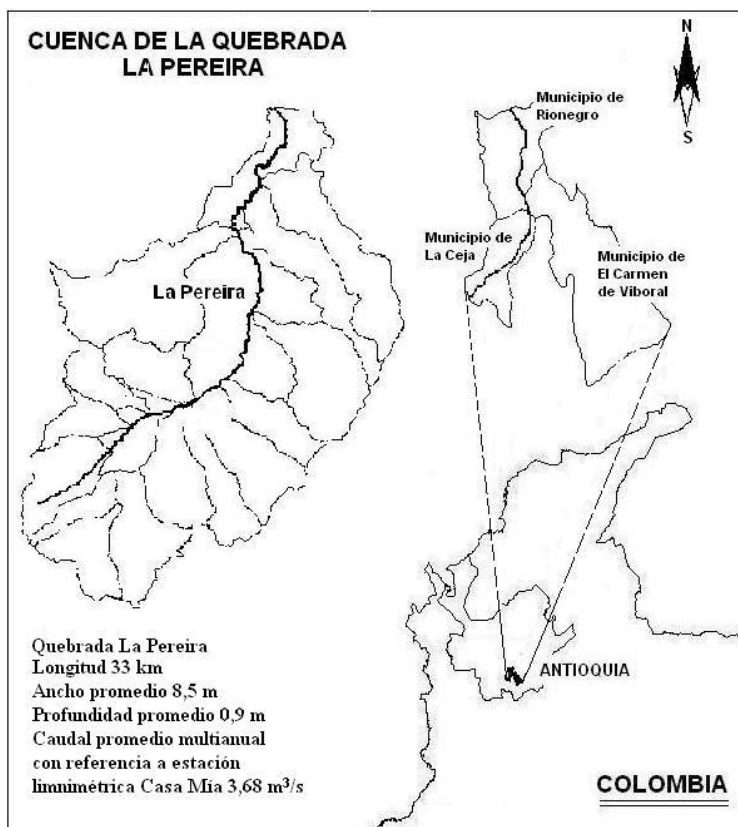 CUENCA DE LA QUEBRADA
LA PEREIRA
N
S
Municipio de
Rionegro
Municipio de
La Ceja
Municipio de
El Carmen
de Viboral
La Pereira
ANTIOQUIA
Quebrada La Pereira
Longitud 33 km
Ancho promedio 8,5 m
Profundidad promedio 0,9 m
Caudal promedio multianual
con referencia a estación
limnimétrica Casa Mía 3,68 m³/s
COLOMBIA